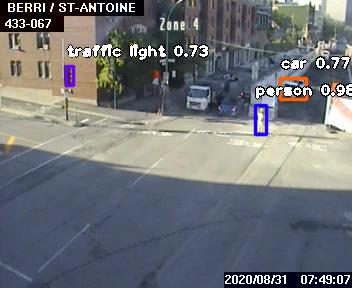 BERRI / ST-ANTOINE
433-067
Zone 4
traffic light 0.73
car 0.77
person 0.98
2020/08/31 07:49:07